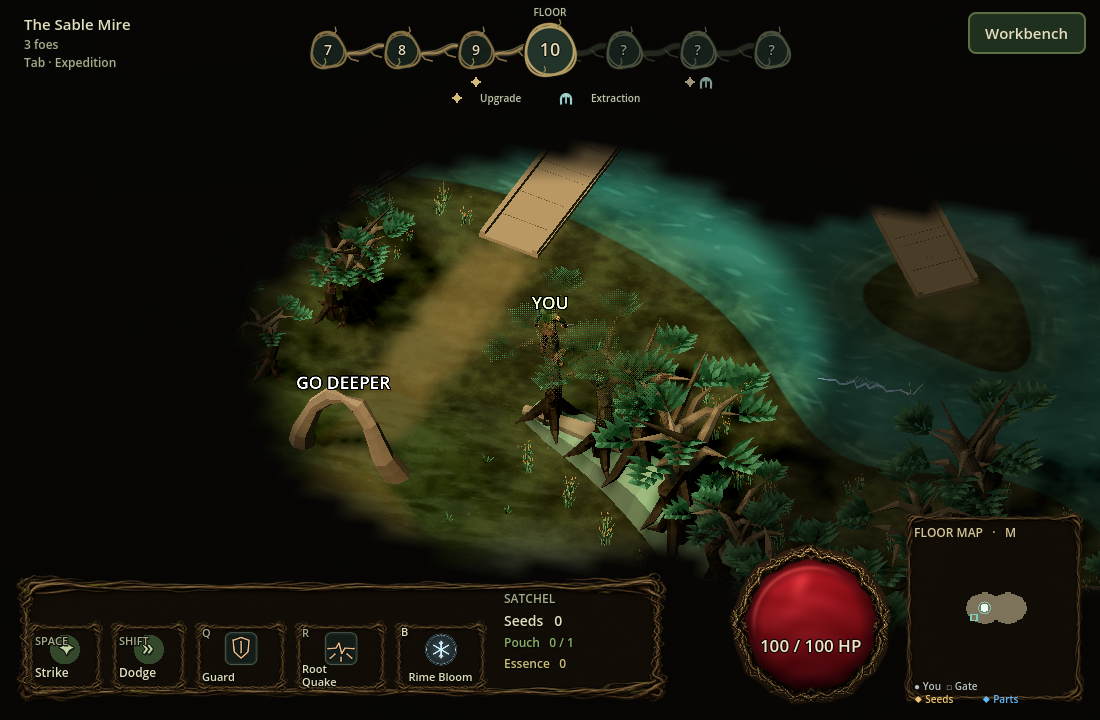 The Sable Mire
3 foes
Tab · Expedition
FLOOR
7 8 9 10 ? ? ?
Upgrade Extraction
Workbench
YOU
GO DEEPER
SPACE
Strike
SHIFT
Dodge
Q
Guard
R
Root
Quake
B
Rime Bloom
SATCHEL
Seeds 0
Pouch 0 / 1
Essence 0
100 / 100 HP
FLOOR MAP · M
You Gate
Seeds Parts